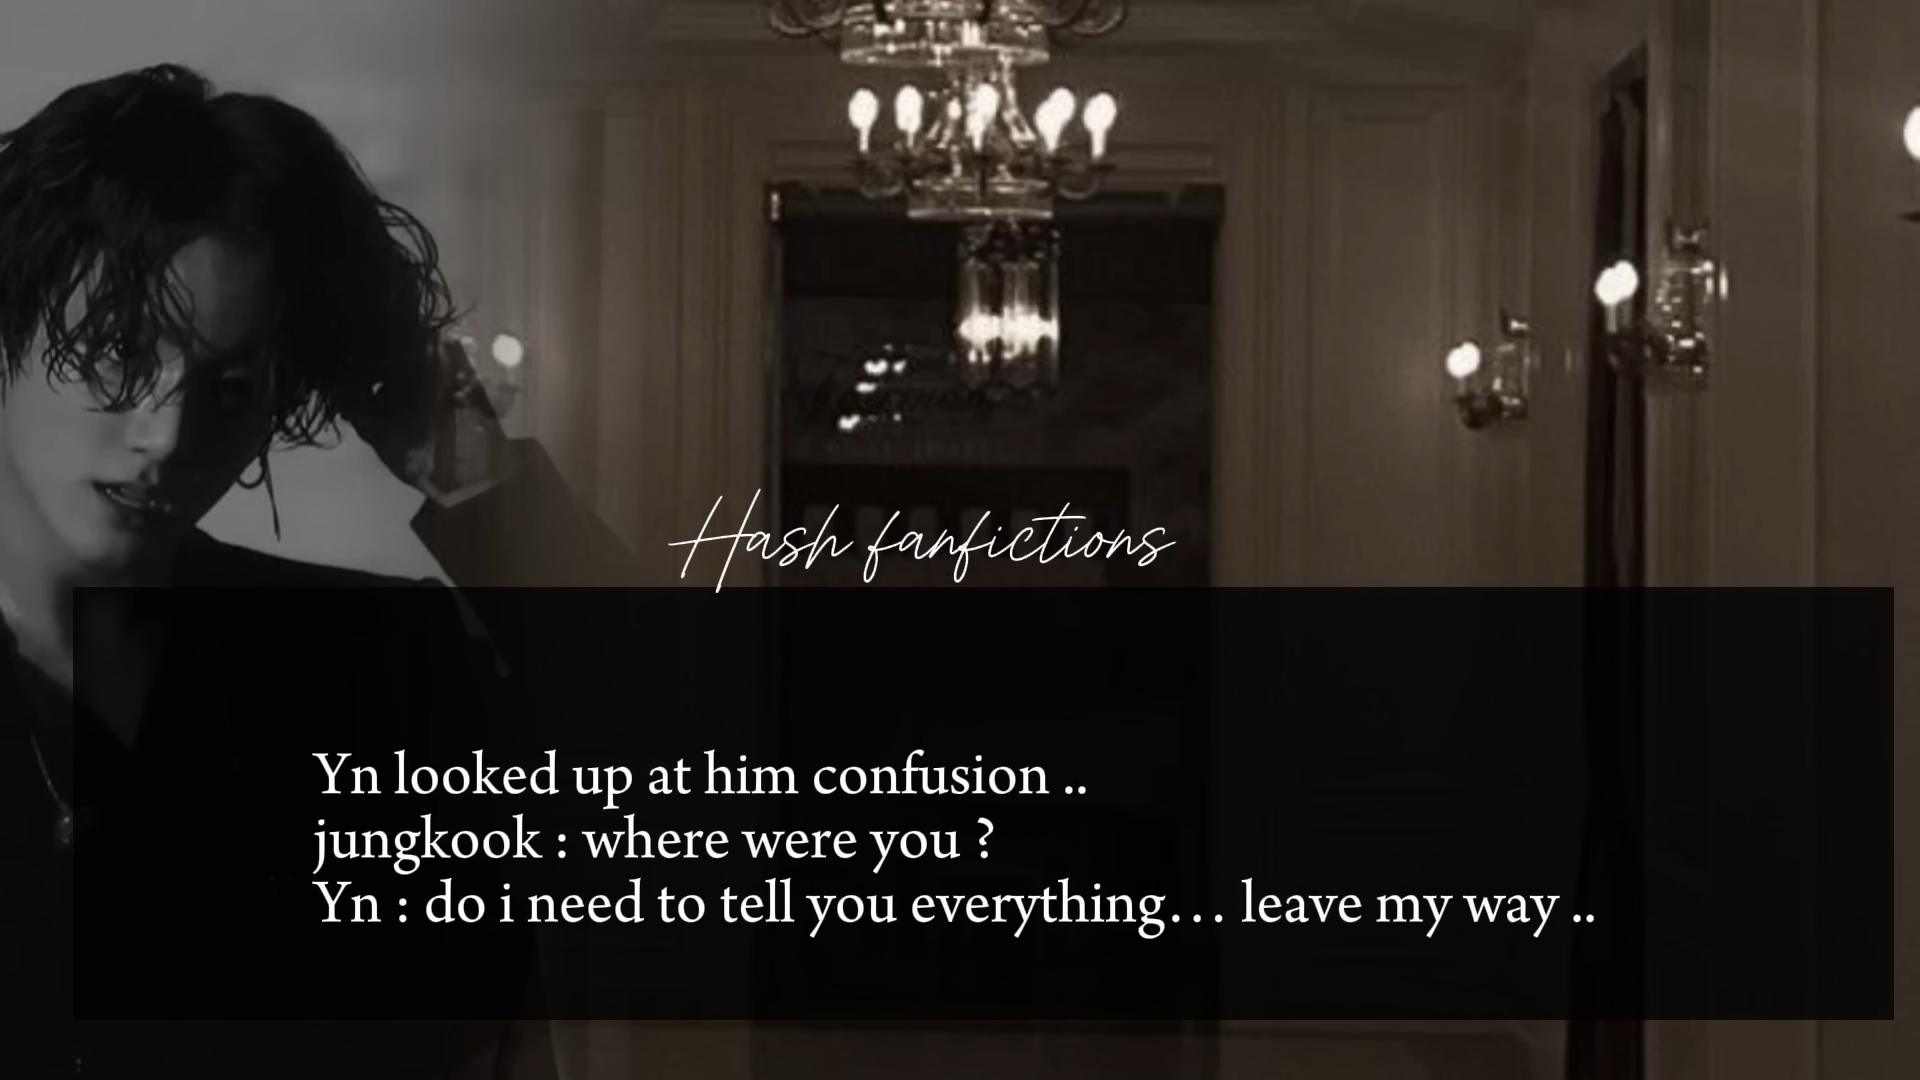 Hash fanfictions
Yn looked up at him confusion ..
jungkook : where were you ?
Yn : do i need to tell you everything… leave my way ..